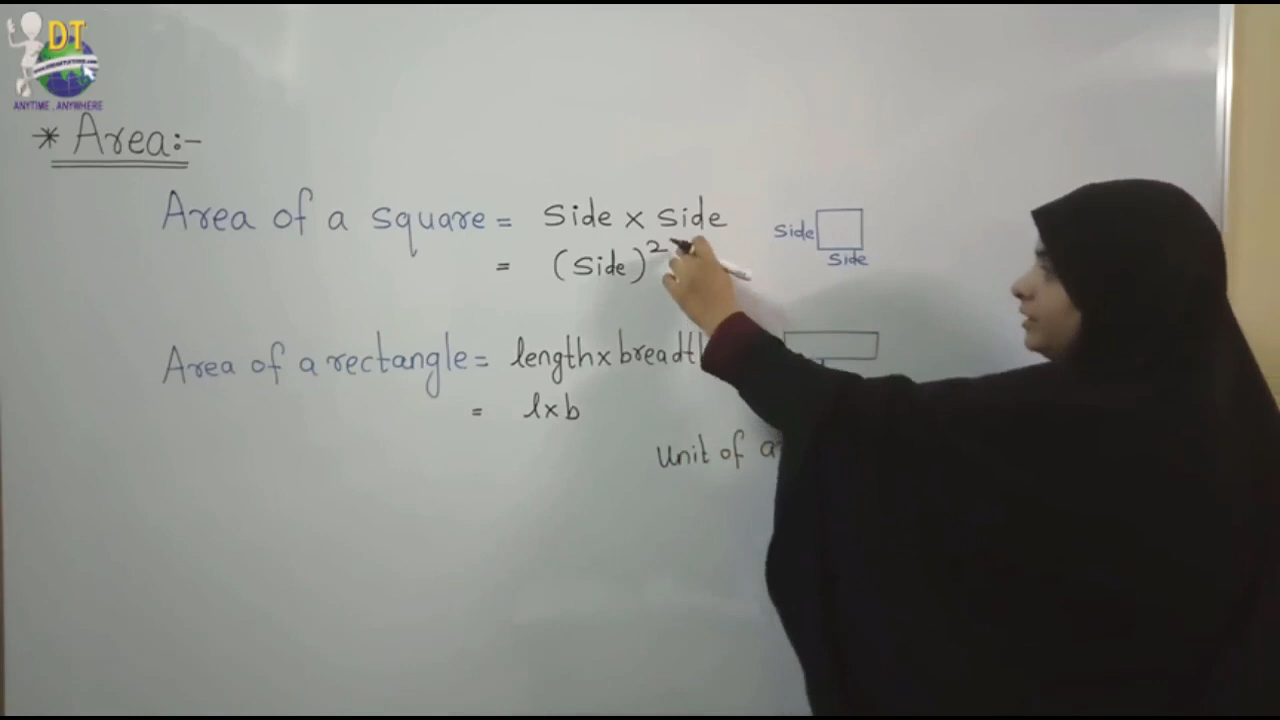 DT
ANYTIME, ANYWHERE
* Area:-
Area of a square = Side x Side
Side
Side
= (Side)²
Area of a rectangle = length x breadt
= l x b
Unit of a